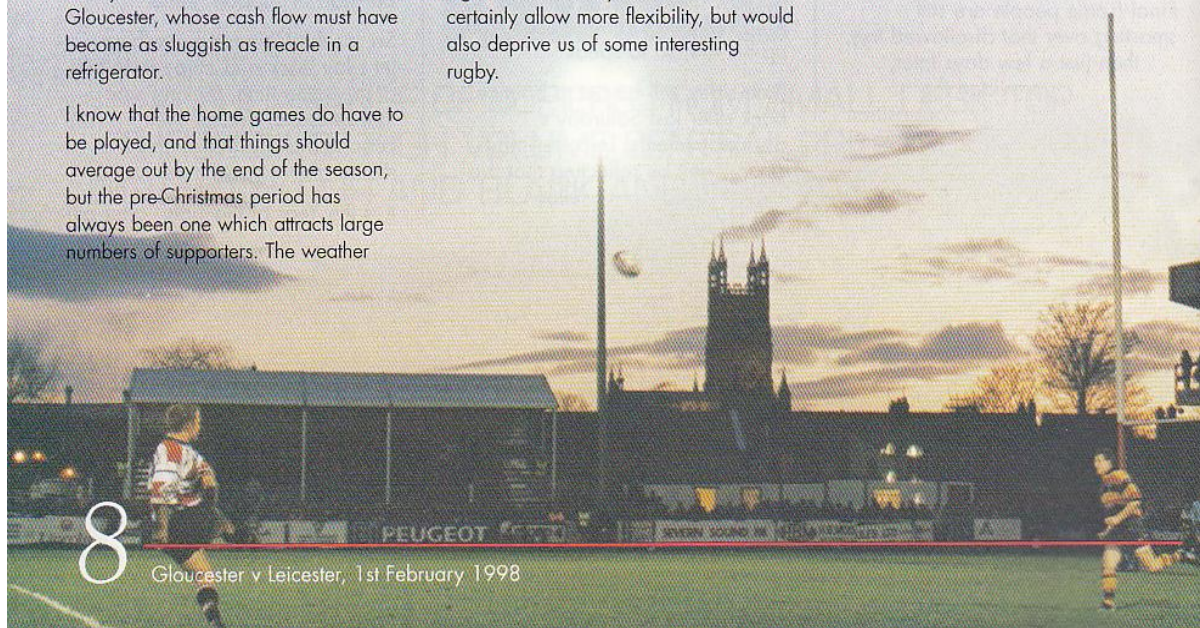 Gloucester, whose cash flow must have
become as sluggish as treacle in a
refrigerator.
I know that the home games do have to
be played, and that things should
average out by the end of the season,
but the pre-Christmas period has
always been one which attracts large
numbers of supporters. The weather
certainly allow more flexibility, but would
also deprive us of some interesting
rugby.
PEUGEOT
SEVERN SOUND
8
Gloucester v Leicester, 1st February 1998